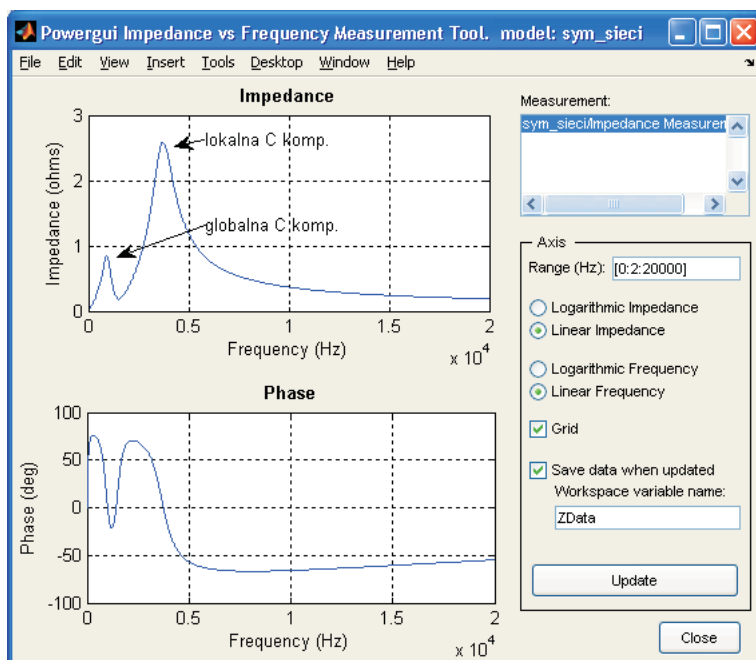 Powergui Impedance vs Frequency Measurement Tool. model: sym_sieci
File Edit View Insert Tools Desktop Window Help
Impedance
3
2
1
0
Impedance (ohms)
lokalna C komp.
globalna C komp.
0 0.5 1 1.5 2
Frequency (Hz)
x 10^4
Phase
100
50
0
-50
-100
Phase (deg)
0 0.5 1 1.5 2
Frequency (Hz)
x 10^4
Measurement:
sym_sieci/Impedance Measuren
Axis
Range (Hz): [0:2:20000]
Logarithmic Impedance
Linear Impedance
Logarithmic Frequency
Linear Frequency
Grid
Save data when updated
Workspace variable name:
ZData
Update
Close